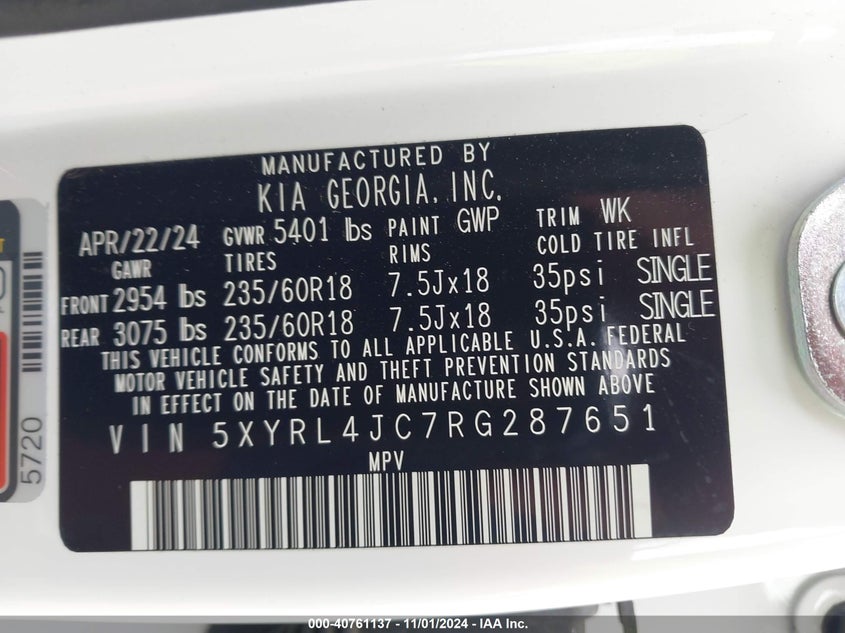 MANUFACTURED BY
KIA GEORGIA, INC.
APR/22/24 GVWR 5401 lbs PAINT GWP TRIM WK
GAWR TIRES RIMS COLD TIRE INFL
FRONT 2954 lbs 235/60R18 7.5Jx18 35psi SINGLE
REAR 3075 lbs 235/60R18 7.5Jx18 35psi SINGLE
THIS VEHICLE CONFORMS TO ALL APPLICABLE U.S.A. FEDERAL
MOTOR VEHICLE SAFETY AND THEFT PREVENTION STANDARDS
IN EFFECT ON THE DATE OF MANUFACTURE SHOWN ABOVE
VIN 5XYRL4JC7RG287651
MPV
5720
000-40761137 - 11/01/2024 - IAA Inc.